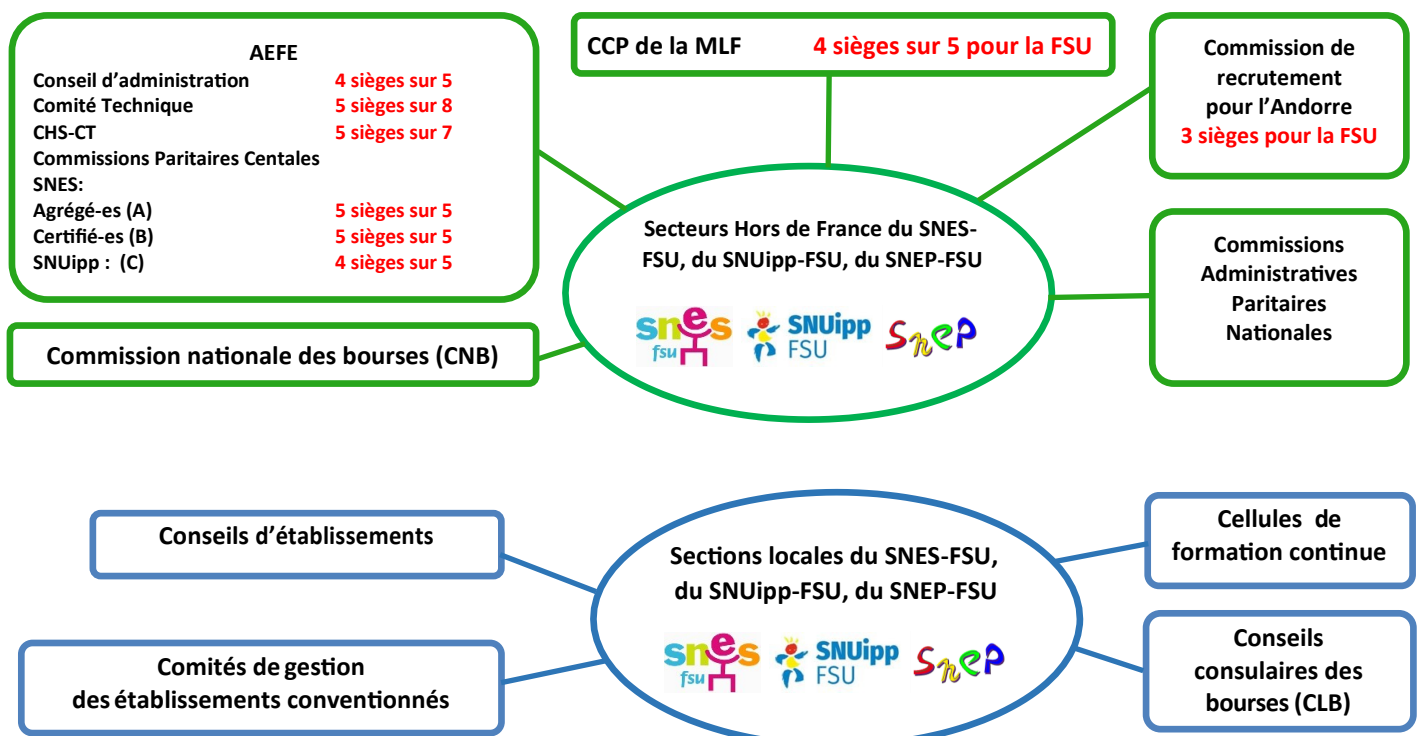 AEFE
Conseil d’administration 4 sièges sur 5
Comité Technique 5 sièges sur 8
CHS-CT 5 sièges sur 7
Commissions Paritaires Centales
SNES:
Agrégé-es (A) 5 sièges sur 5
Certifié-es (B) 5 sièges sur 5
SNUipp : (C) 4 sièges sur 5
CCP de la MLF 4 sièges sur 5 pour la FSU
Commission de
recrutement
pour l’Andorre
3 sièges pour la FSU
Secteurs Hors de France du SNES-
FSU, du SNUipp-FSU, du SNEP-FSU
snes
fsu
SNUipp
FSU
SneP
Commissions
Administratives
Paritaires
Nationales
Commission nationale des bourses (CNB)
Conseils d’établissements
Comités de gestion
des établissements conventionnés
Sections locales du SNES-FSU,
du SNUipp-FSU, du SNEP-FSU
snes
fsu
SNUipp
FSU
SneP
Cellules de
formation continue
Conseils
consulaires des
bourses (CLB)